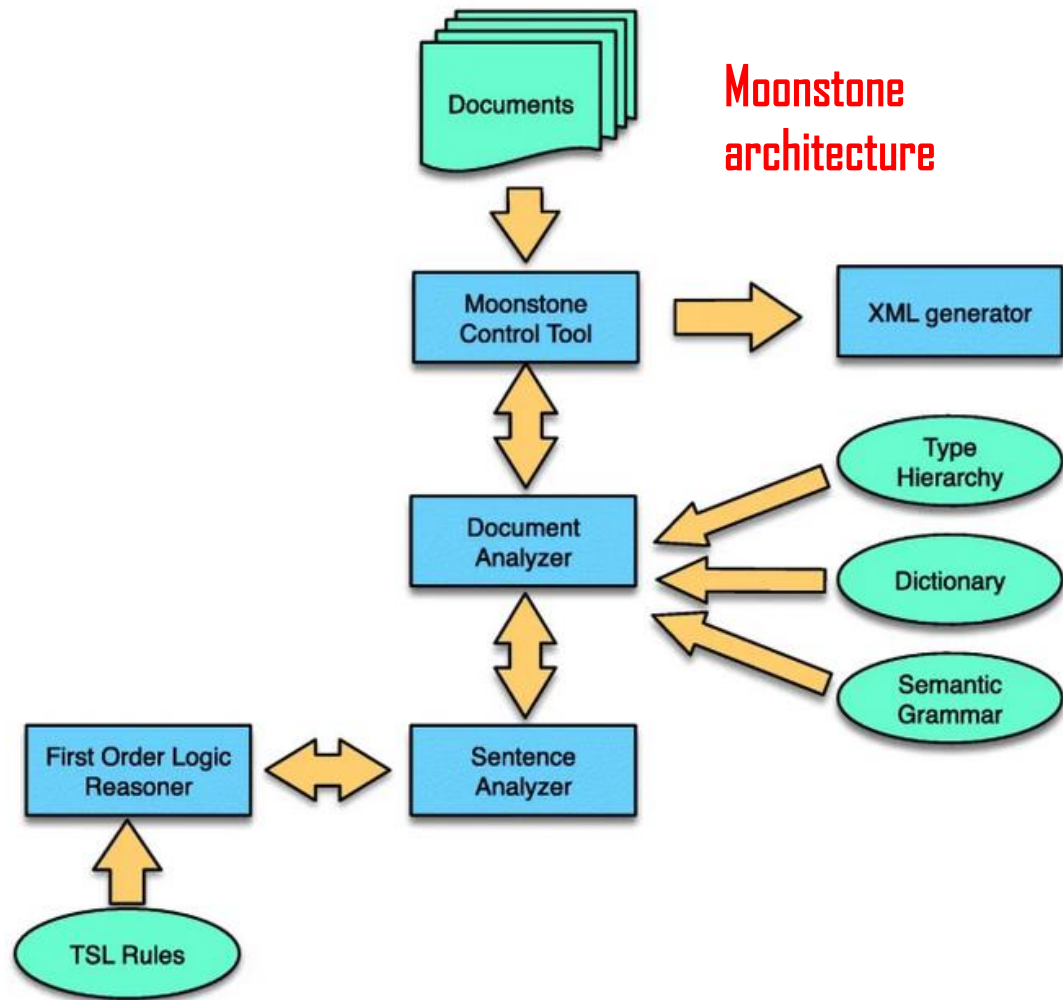 Documents
Moonstone
architecture
Moonstone
Control Tool
XML generator
Type
Hierarchy
Document
Analyzer
Dictionary
Semantic
Grammar
First Order Logic
Reasoner
Sentence
Analyzer
TSL Rules